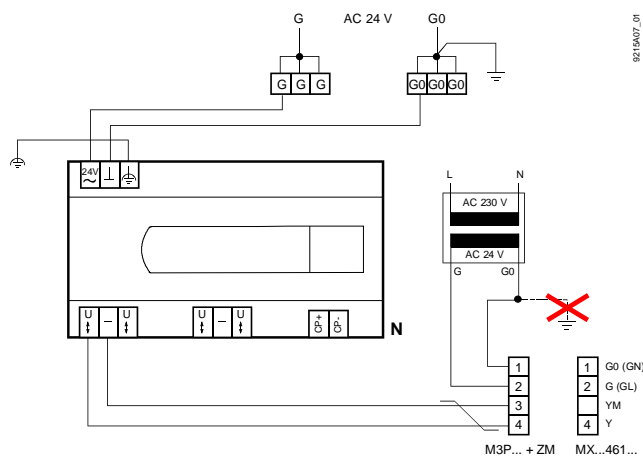 G AC 24 V G0
9215A07_01
G G G G0 G0 G0
24V ~ ⊥
L N
AC 230 V
AC 24 V
G G0
U – U U – U CP+ CP-
N
1 1 G0 (GN)
2 2 G (GL)
3 YM
4 4 Y
M3P... + ZM MX...461...